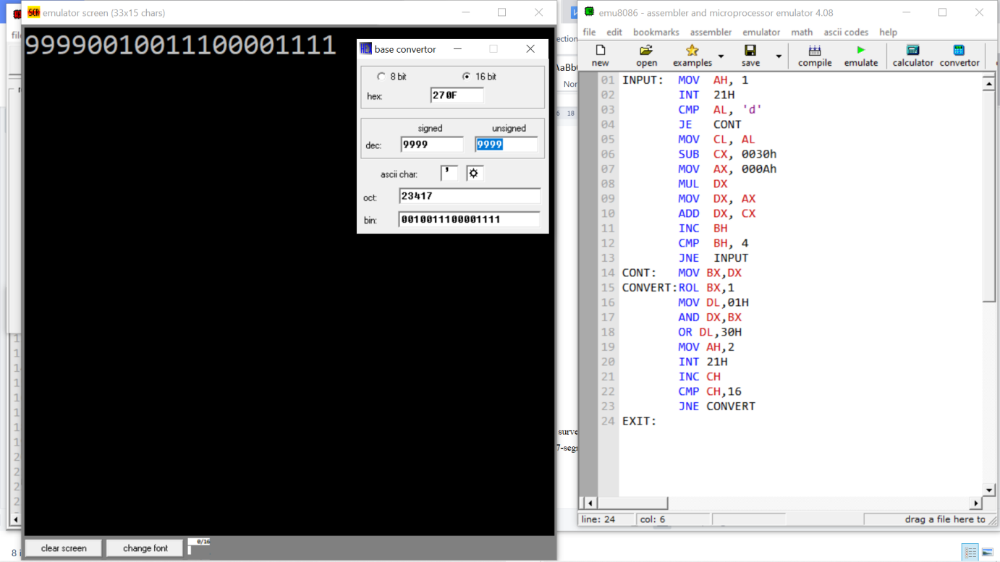 emulator screen (33x15 chars)
99990010011100001111
clear screen
change font
0/16
base convertor
8 bit
16 bit
hex:
270F
signed
unsigned
dec:
9999
9999
ascii char:
'
oct:
23417
bin:
0010011100001111
emu8086 - assembler and microprocessor emulator 4.08
file edit bookmarks assembler emulator math ascii codes help
new open examples save compile emulate calculator convertor
01 INPUT: MOV AH, 1
02 INT 21H
03 CMP AL, 'd'
04 JE CONT
05 MOV CL, AL
06 SUB CX, 0030h
07 MOV AX, 000Ah
08 MUL DX
09 MOV DX, AX
10 ADD DX, CX
11 INC BH
12 CMP BH, 4
13 JNE INPUT
14 CONT: MOV BX,DX
15 CONVERT:ROL BX,1
16 MOV DL,01H
17 AND DX,BX
18 OR DL,30H
19 MOV AH,2
20 INT 21H
21 INC CH
22 CMP CH,16
23 JNE CONVERT
24 EXIT:
line: 24
col: 6
drag a file here to